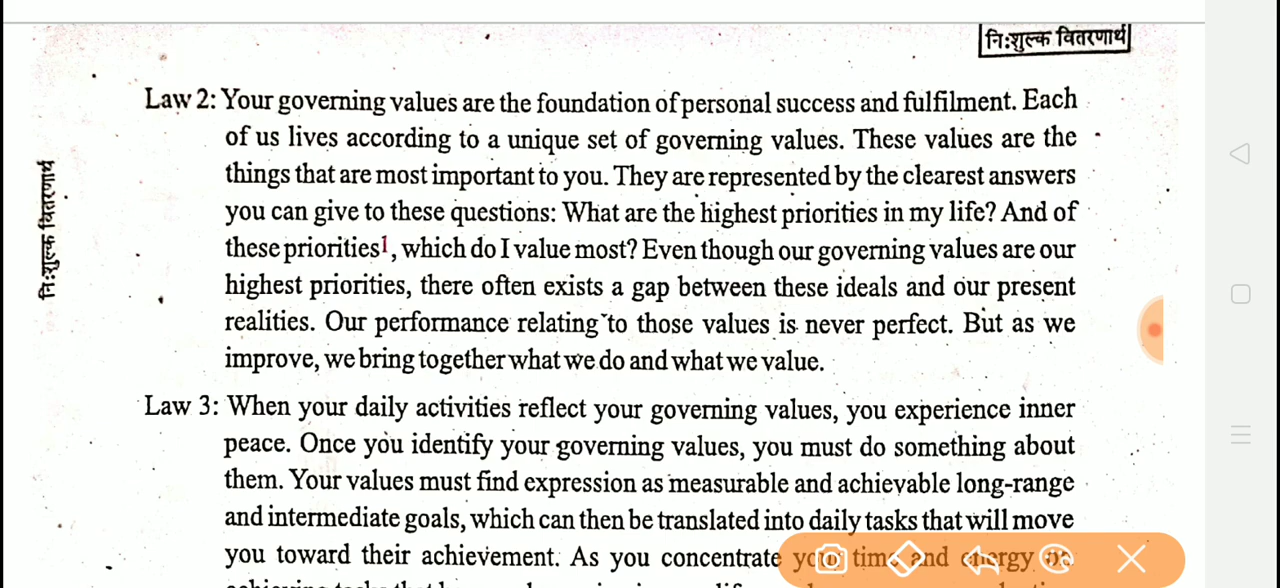 नि:शुल्क वितरणार्थ
नि:शुल्क वितरणार्थ
Law 2: Your governing values are the foundation of personal success and fulfilment. Each
of us lives according to a unique set of governing values. These values are the
things that are most important to you. They are represented by the clearest answers
you can give to these questions: What are the highest priorities in my life? And of
these priorities¹, which do I value most? Even though our governing values are our
highest priorities, there often exists a gap between these ideals and our present
realities. Our performance relating to those values is never perfect. But as we
improve, we bring together what we do and what we value.
Law 3: When your daily activities reflect your governing values, you experience inner
peace. Once you identify your governing values, you must do something about
them. Your values must find expression as measurable and achievable long-range
and intermediate goals, which can then be translated into daily tasks that will move
you toward their achievement. As you concentrate your time and energy on